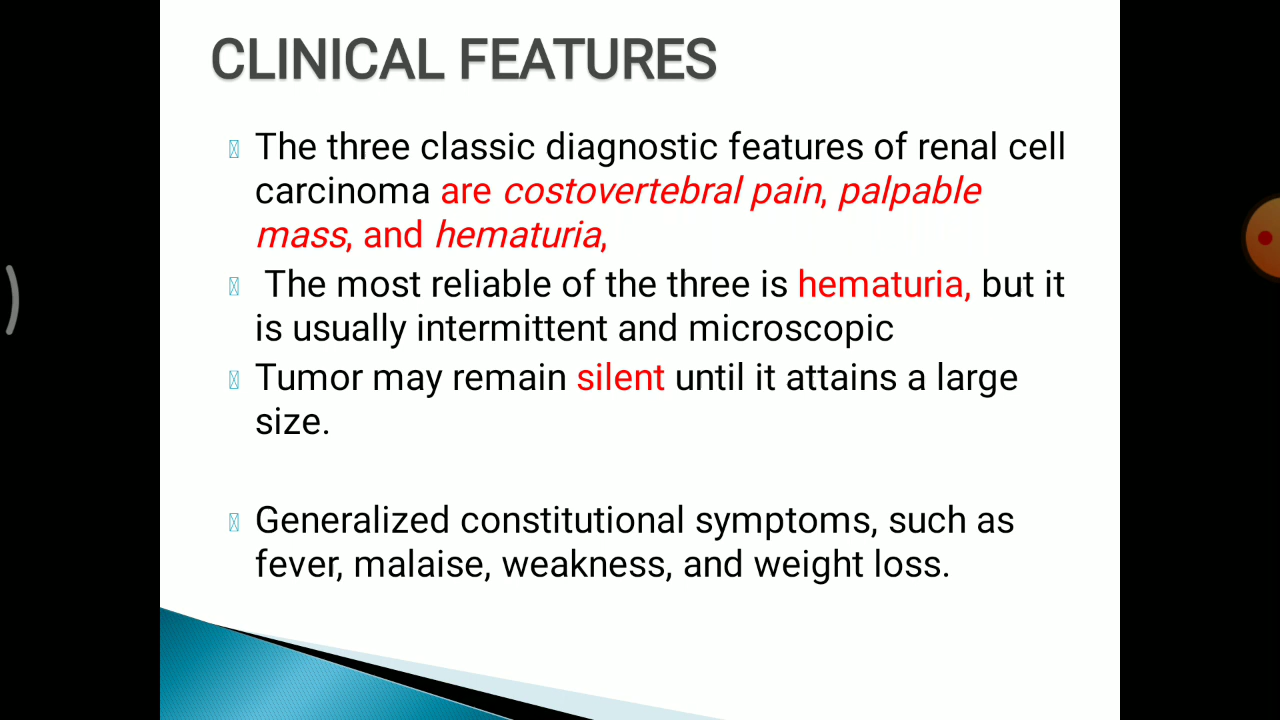 CLINICAL FEATURES
The three classic diagnostic features of renal cell
carcinoma are costovertebral pain, palpable
mass, and hematuria,
The most reliable of the three is hematuria, but it
is usually intermittent and microscopic
Tumor may remain silent until it attains a large
size.
Generalized constitutional symptoms, such as
fever, malaise, weakness, and weight loss.